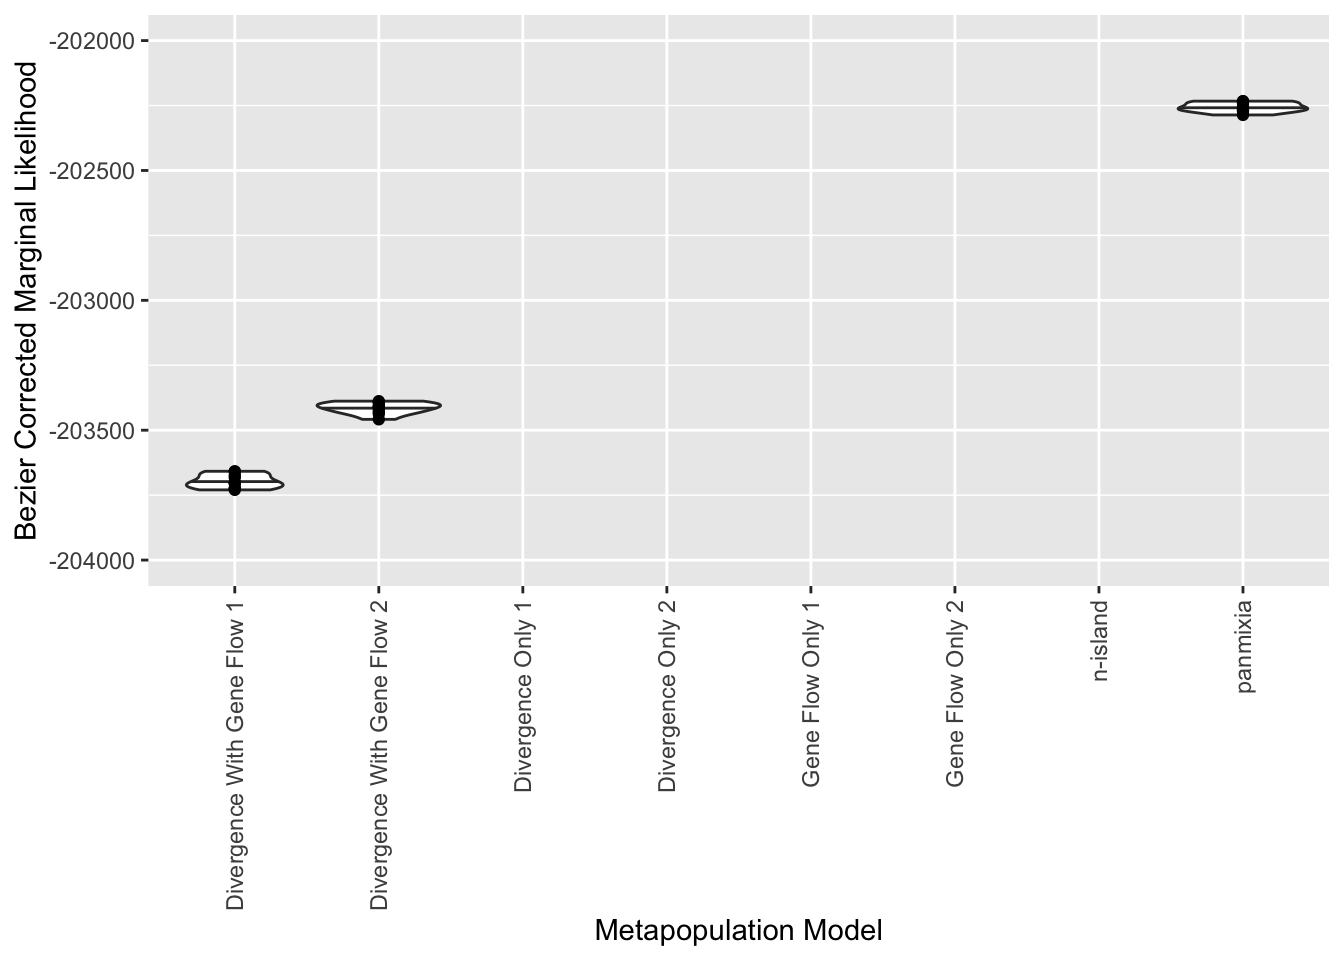 Bezier Corrected Marginal Likelihood
-202000
-202500
-203000
-203500
-204000
Divergence With Gene Flow 1
Divergence With Gene Flow 2
Divergence Only 1
Divergence Only 2
Gene Flow Only 1
Gene Flow Only 2
n-island
panmixia
Metapopulation Model